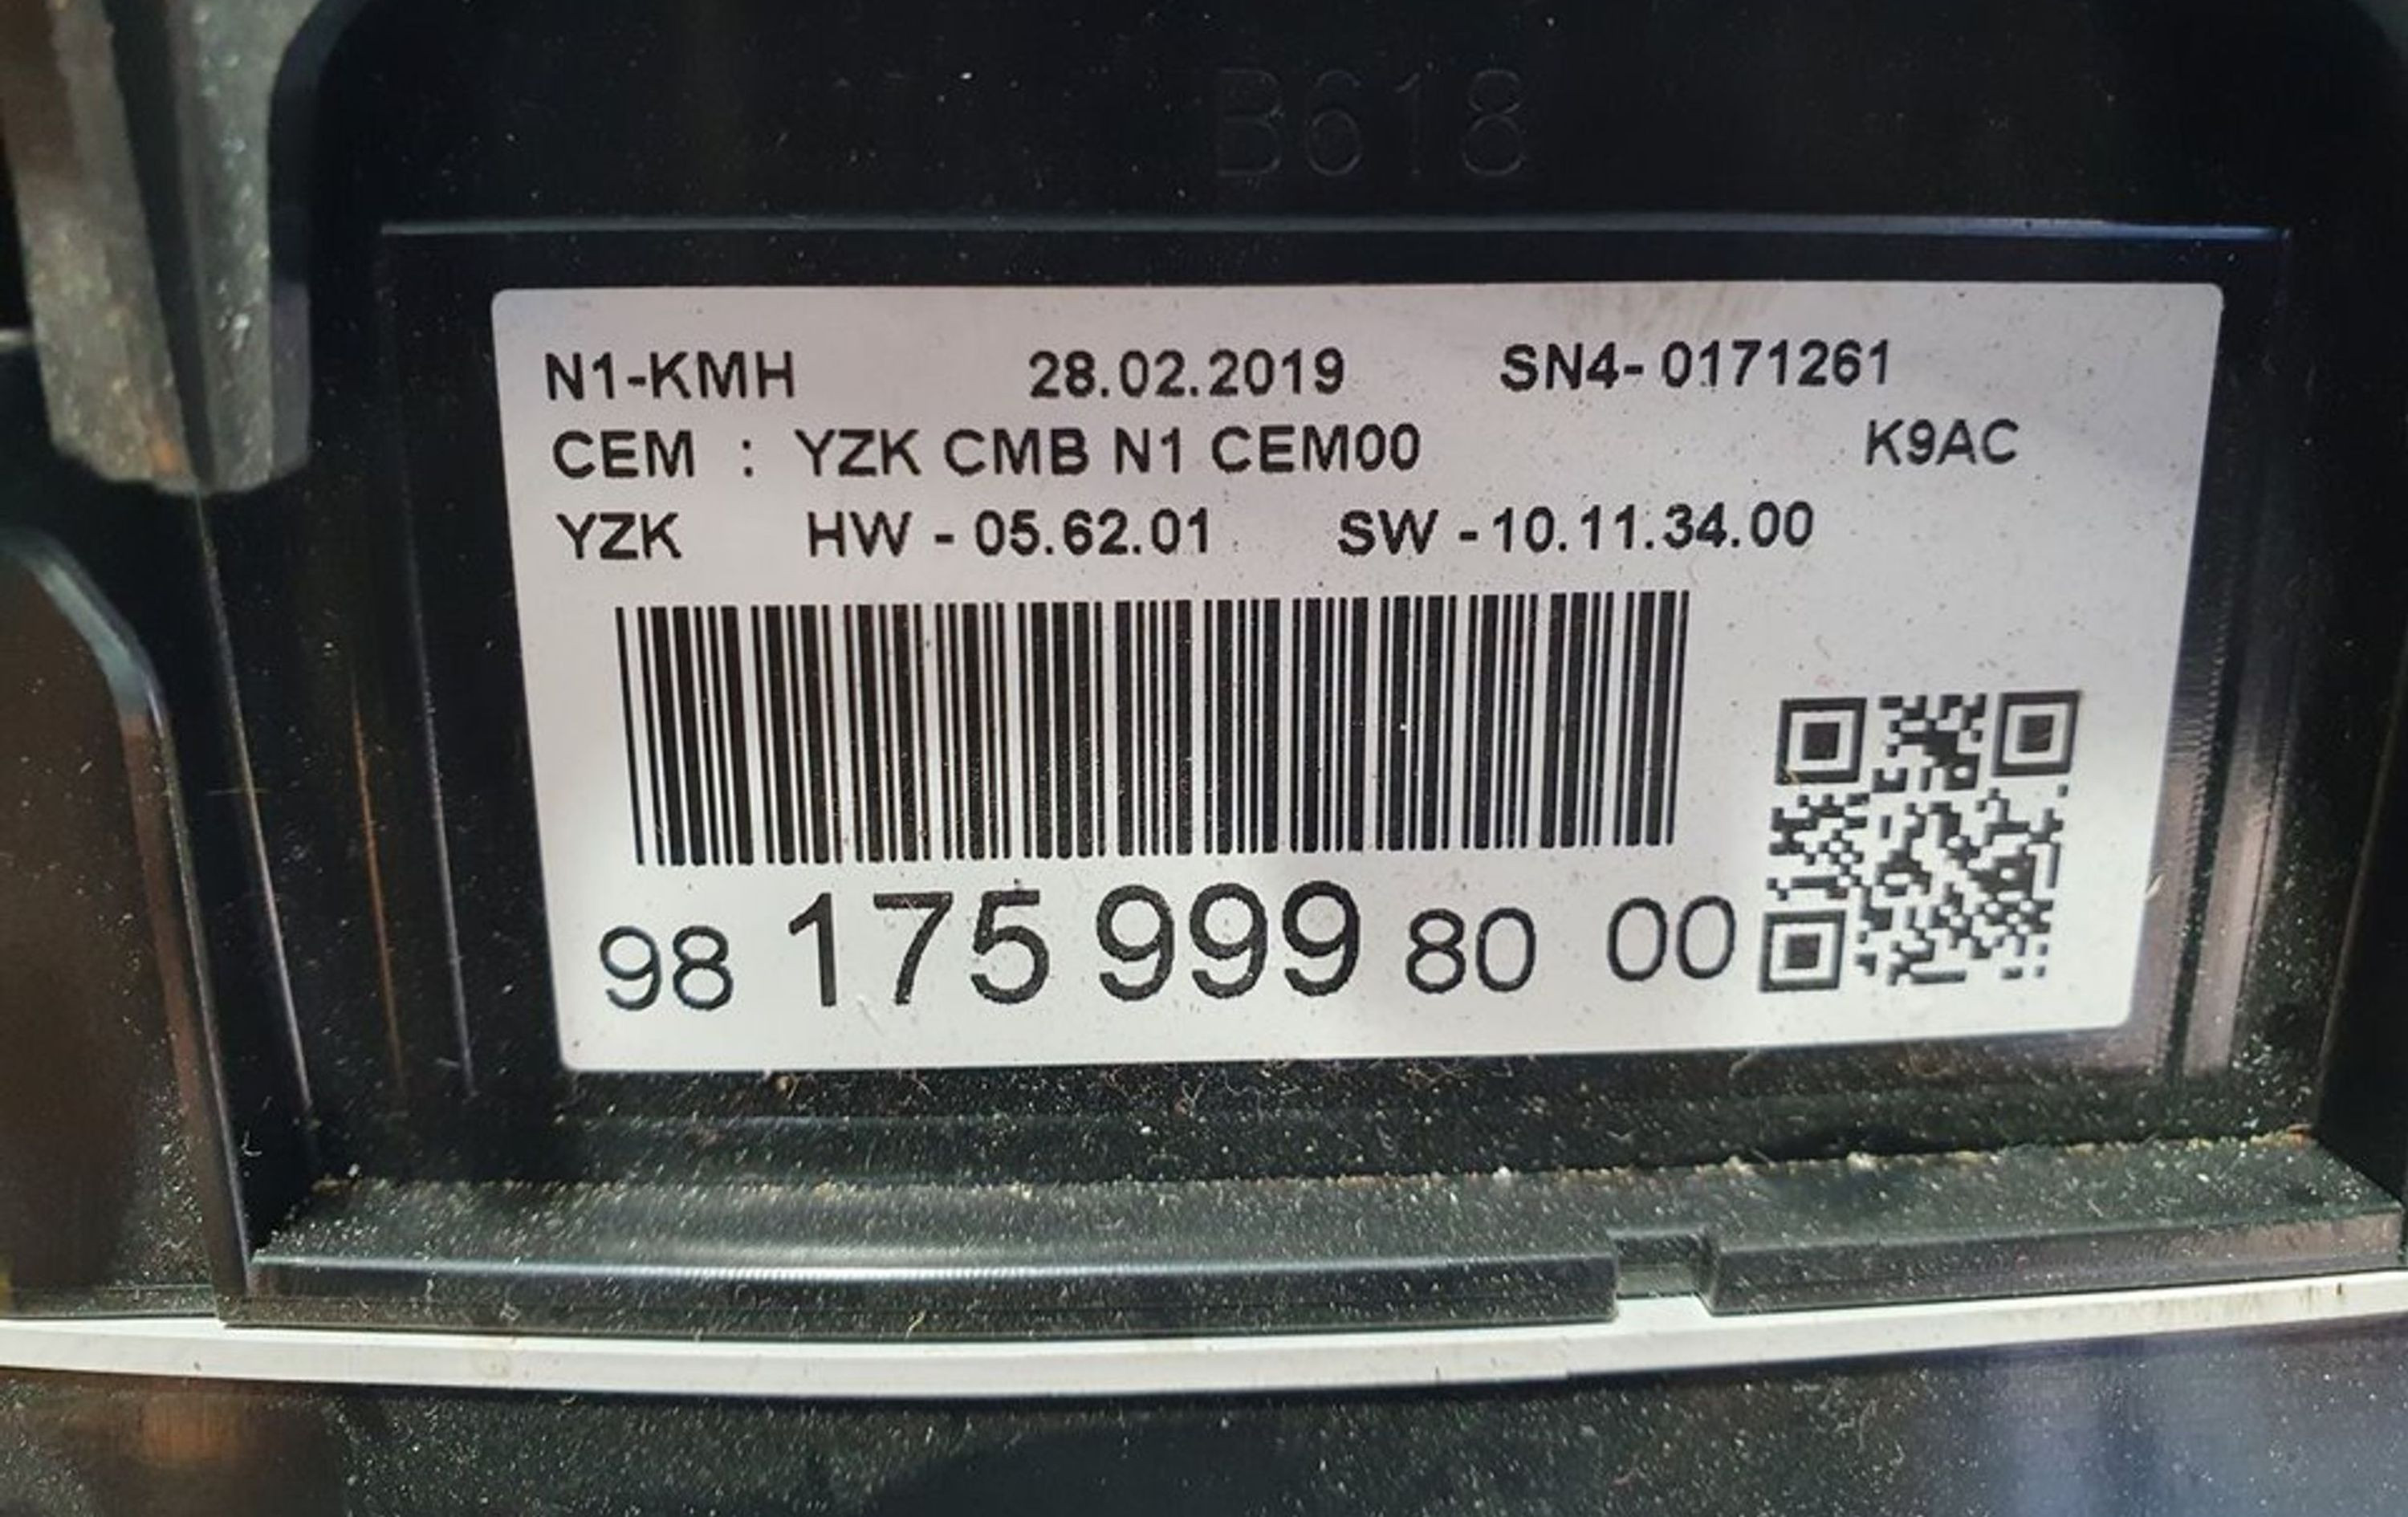 B618
N1-KMH 28.02.2019 SN4- 0171261
CEM : YZK CMB N1 CEM00 K9AC
YZK HW - 05.62.01 SW - 10.11.34.00
98 175 999 80 00